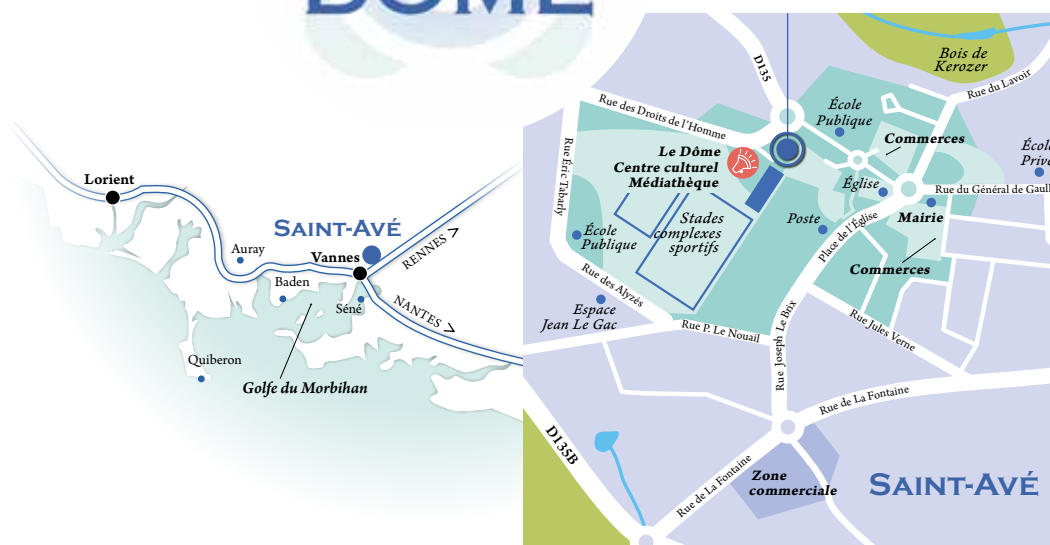 DÔME
Lorient
SAINT-AVÉ
Auray
Vannes
RENNES >
Baden
Séné
NANTES >
Quiberon
Golfe du Morbihan
D135
Bois de
Kerozer
Rue du Lavoir
Rue des Droits de l'Homme
École
Publique
Commerces
Rue Éric Tabarly
Le Dôme
Centre culturel
Médiathèque
Église
Rue du Général de
Mairie
Poste
Place de l'Église
Stades
complexes
sportifs
École
Publique
Commerces
Rue des Alyzés
Espace
Jean Le Gac
Rue P. Le Nouail
Rue Joseph Le Brix
Rue Jules Verne
Rue de La Fontaine
D135B
Rue de La Fontaine
Zone
commerciale
SAINT-AVÉ